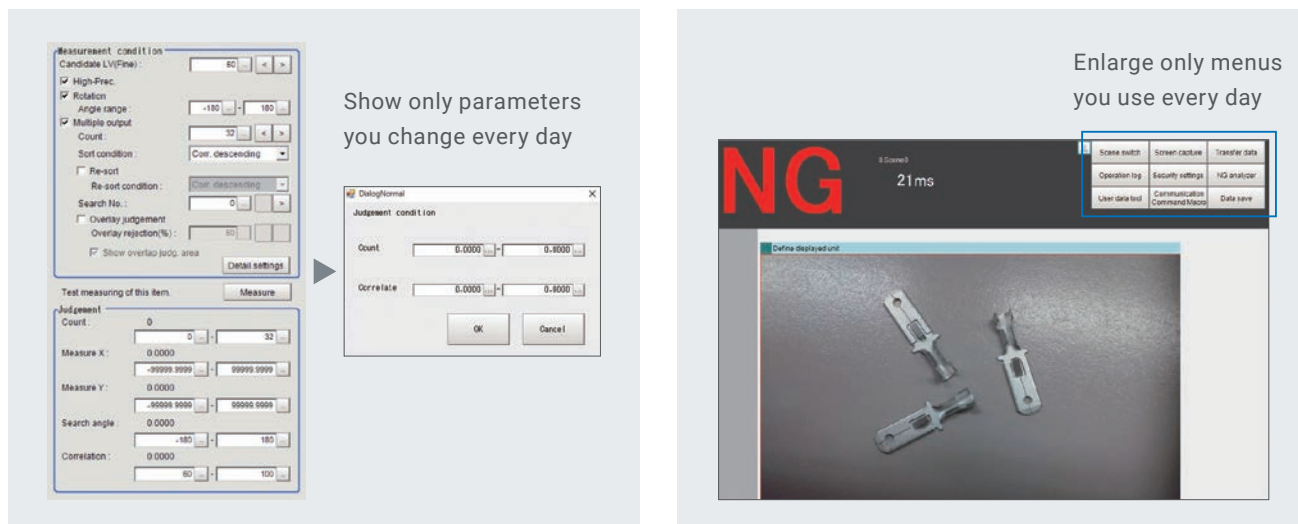 Measurement condition
Candidate LV(Fine) : 60 ... < >
High-Prec.
Rotation
Angle range : -180 ... - 180 ...
Multiple output
Count : 32 ... < >
Sort condition : Corr. descending
Re-sort
Re-sort condition : Corr. descending
Search No. : 0 ... >
Overlay judgement
Overlay rejection(%) : 80
Show overlap judg. area
Detail settings
Test measuring of this item. Measure
Judgement
Count : 0
0 ... - 32 ...
Measure X : 0.0000
-99999.9999 ... - 99999.9999 ...
Measure Y : 0.0000
-99999.9999 ... - 99999.9999 ...
Search angle : 0.0000
-180 ... - 180 ...
Correlation : 0.0000
60 ... - 100 ...
Show only parameters
you change every day
DialogNormal X
Judgement condition
Count 0.0000 ... - 0.8000 ...
Correlate 0.0000 ... - 0.8000 ...
OK Cancel
Enlarge only menus
you use every day
NG
0.Scene0
21ms
Scene switch Screen capture Transfer data
Operation log Security settings NG analyzer
User data tool Communication Command Macro Data save
Define displayed unit